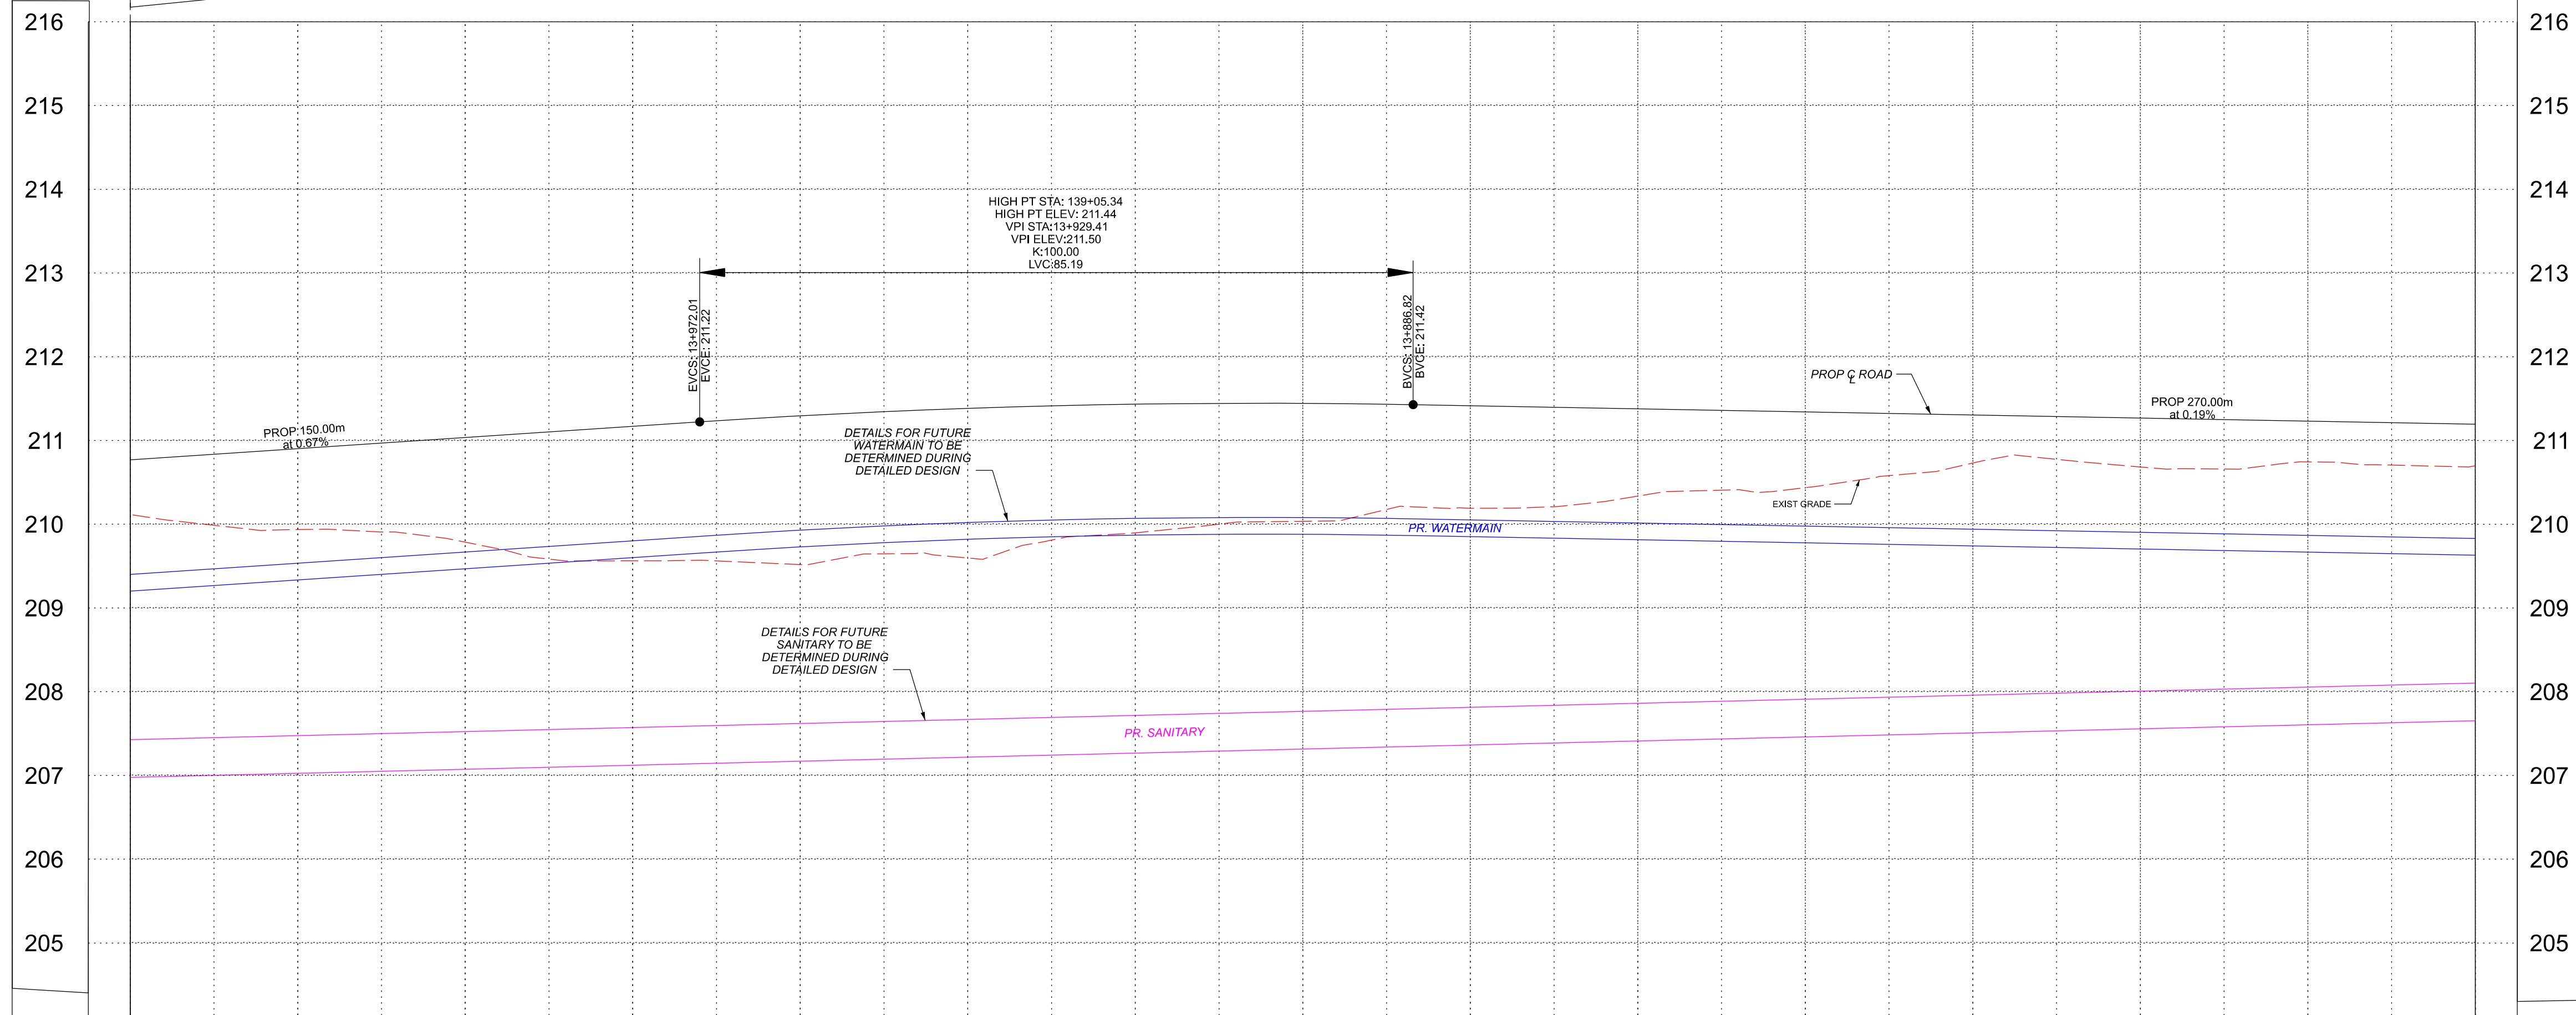 216
216
215
215
214
214
HIGH PT STA: 139+05.34
HIGH PT ELEV: 211.44
VPI STA:13+929.41
VPI ELEV:211.50
K:100.00
LVC:85.19
213
213
EVCS: 13+972.01
EVCE: 211.22
BVCS: 13+886.82
BVCE: 211.42
212
212
PROP ℄ ROAD
PROP 270.00m
at 0.19%
PROP 150.00m
at 0.67%
211
211
DETAILS FOR FUTURE
WATERMAIN TO BE
DETERMINED DURING
DETAILED DESIGN
EXIST GRADE
210
210
PR. WATERMAIN
209
209
DETAILS FOR FUTURE
SANITARY TO BE
DETERMINED DURING
DETAILED DESIGN
208
208
PR. SANITARY
207
207
206
206
205
205